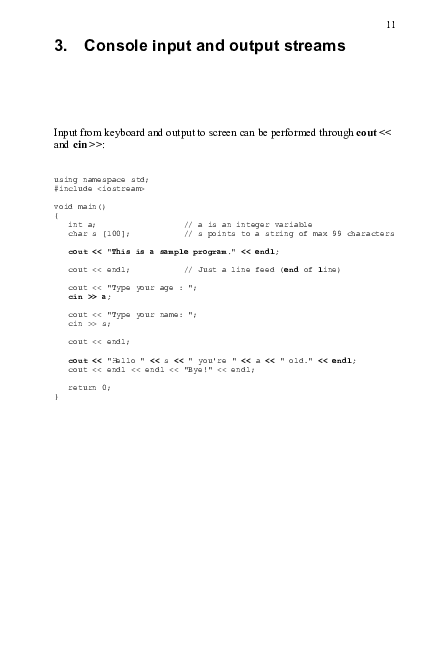 11
3. Console input and output streams
Input from keyboard and output to screen can be performed through cout <<
and cin >>:
using namespace std;
#include <iostream>
void main()
{
   int a;                  // a is an integer variable
   char s [100];           // s points to a string of max 99 characters
   cout << "This is a sample program." << endl;
   cout << endl;           // Just a line feed (end of line)
   cout << "Type your age : ";
   cin >> a;
   cout << "Type your name: ";
   cin >> s;
   cout << endl;
   cout << "Hello " << s << " you're " << a << " old." << endl;
   cout << endl << endl << "Bye!" << endl;
   return 0;
}